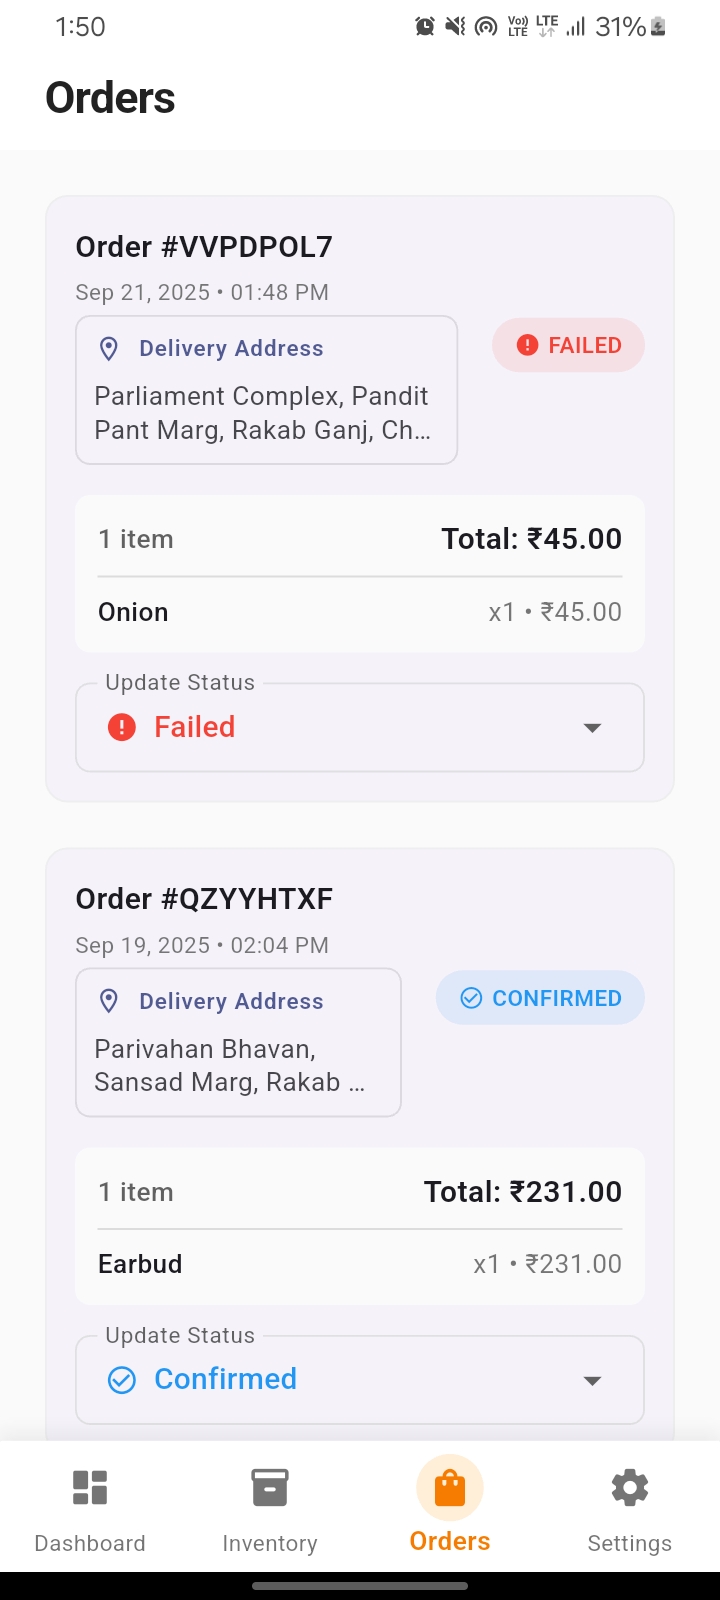 1:50
Vo))
LTE
LTE
31%
Orders
Order #VVPDPOL7
Sep 21, 2025 • 01:48 PM
Delivery Address
FAILED
Parliament Complex, Pandit
Pant Marg, Rakab Ganj, Ch...
1 item
Total: ₹45.00
Onion
x1 • ₹45.00
Update Status
Failed
Order #QZYYHTXF
Sep 19, 2025 • 02:04 PM
Delivery Address
CONFIRMED
Parivahan Bhavan,
Sansad Marg, Rakab ...
1 item
Total: ₹231.00
Earbud
x1 • ₹231.00
Update Status
Confirmed
Dashboard
Inventory
Orders
Settings